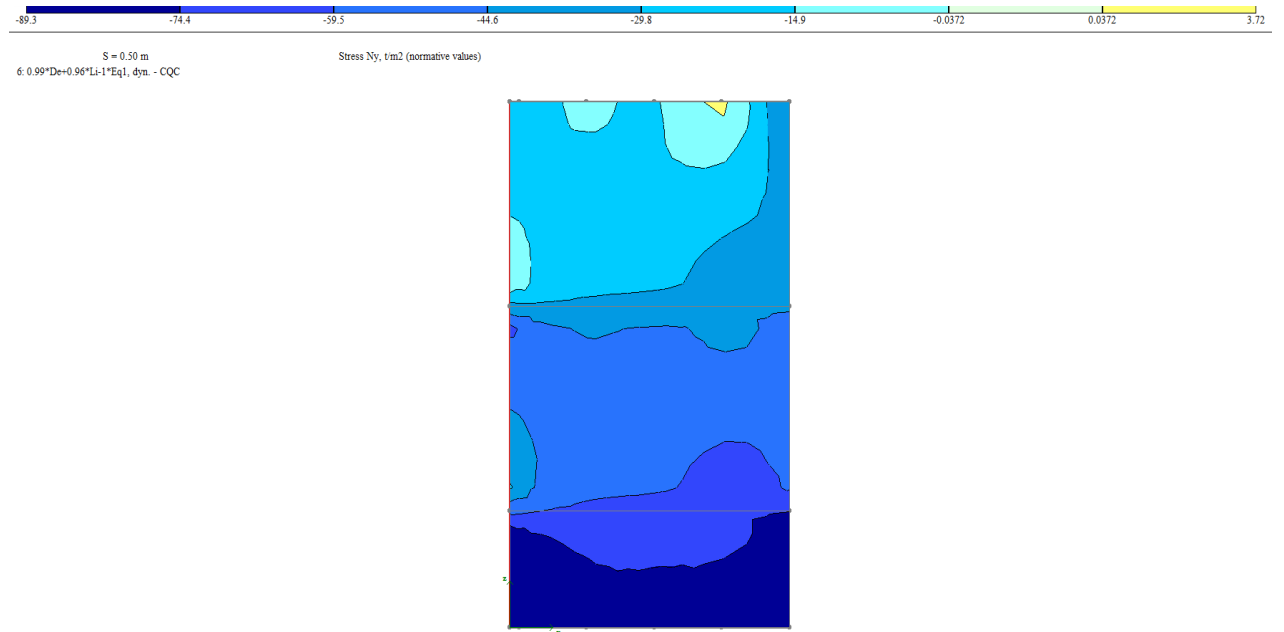 -89.3 -74.4 -59.5 -44.6 -29.8 -14.9 -0.0372 0.0372 3.72
S = 0.50 m Stress Ny, t/m2 (normative values)
6: 0.99*De+0.96*Li-1*Eq1, dyn. - CQC
z